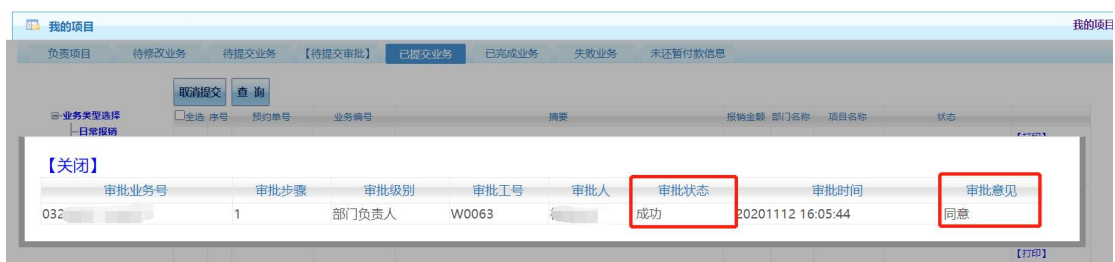 我的项目 我的项目
负责项目 待修改业务 待提交业务 【待提交审批】 已提交业务 已完成业务 失败业务 未还暂付款信息
取消提交 查 询
业务类型选择 全选 序号 预约单号 业务编号 摘要 报销金额 部门名称 项目名称 状态
日常报销 【打印】
【关闭】
审批业务号 审批步骤 审批级别 审批工号 审批人 审批状态 审批时间 审批意见
032 1 部门负责人 W0063 成功 20201112 16:05:44 同意
【打印】